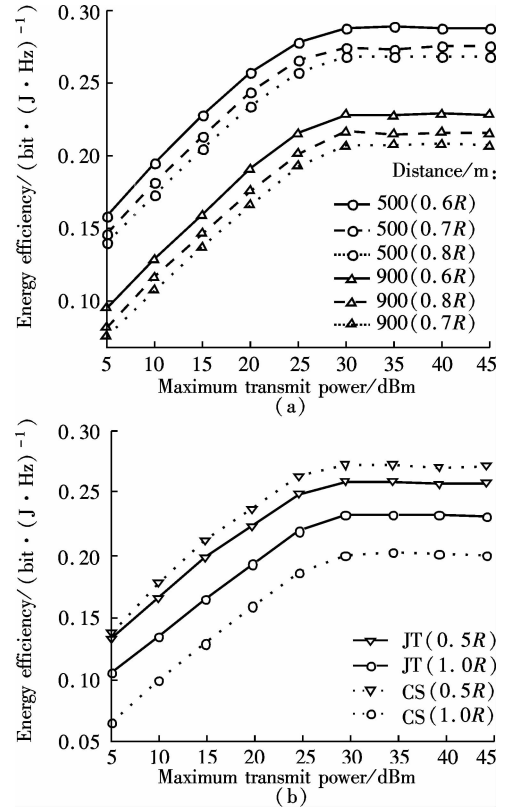 0.30
0.25
0.20
0.15
0.10
Energy efficiency/(bit·(J·Hz)⁻¹)
Distance/m:
500(0.6R)
500(0.7R)
500(0.8R)
900(0.6R)
900(0.8R)
900(0.7R)
5 10 15 20 25 30 35 40 45
Maximum transmit power/dBm
(a)
0.30
0.25
0.20
0.15
0.10
0.05
Energy efficiency/(bit·(J·Hz)⁻¹)
JT(0.5R)
JT(1.0R)
CS(0.5R)
CS(1.0R)
5 10 15 20 25 30 35 40 45
Maximum transmit power/dBm
(b)